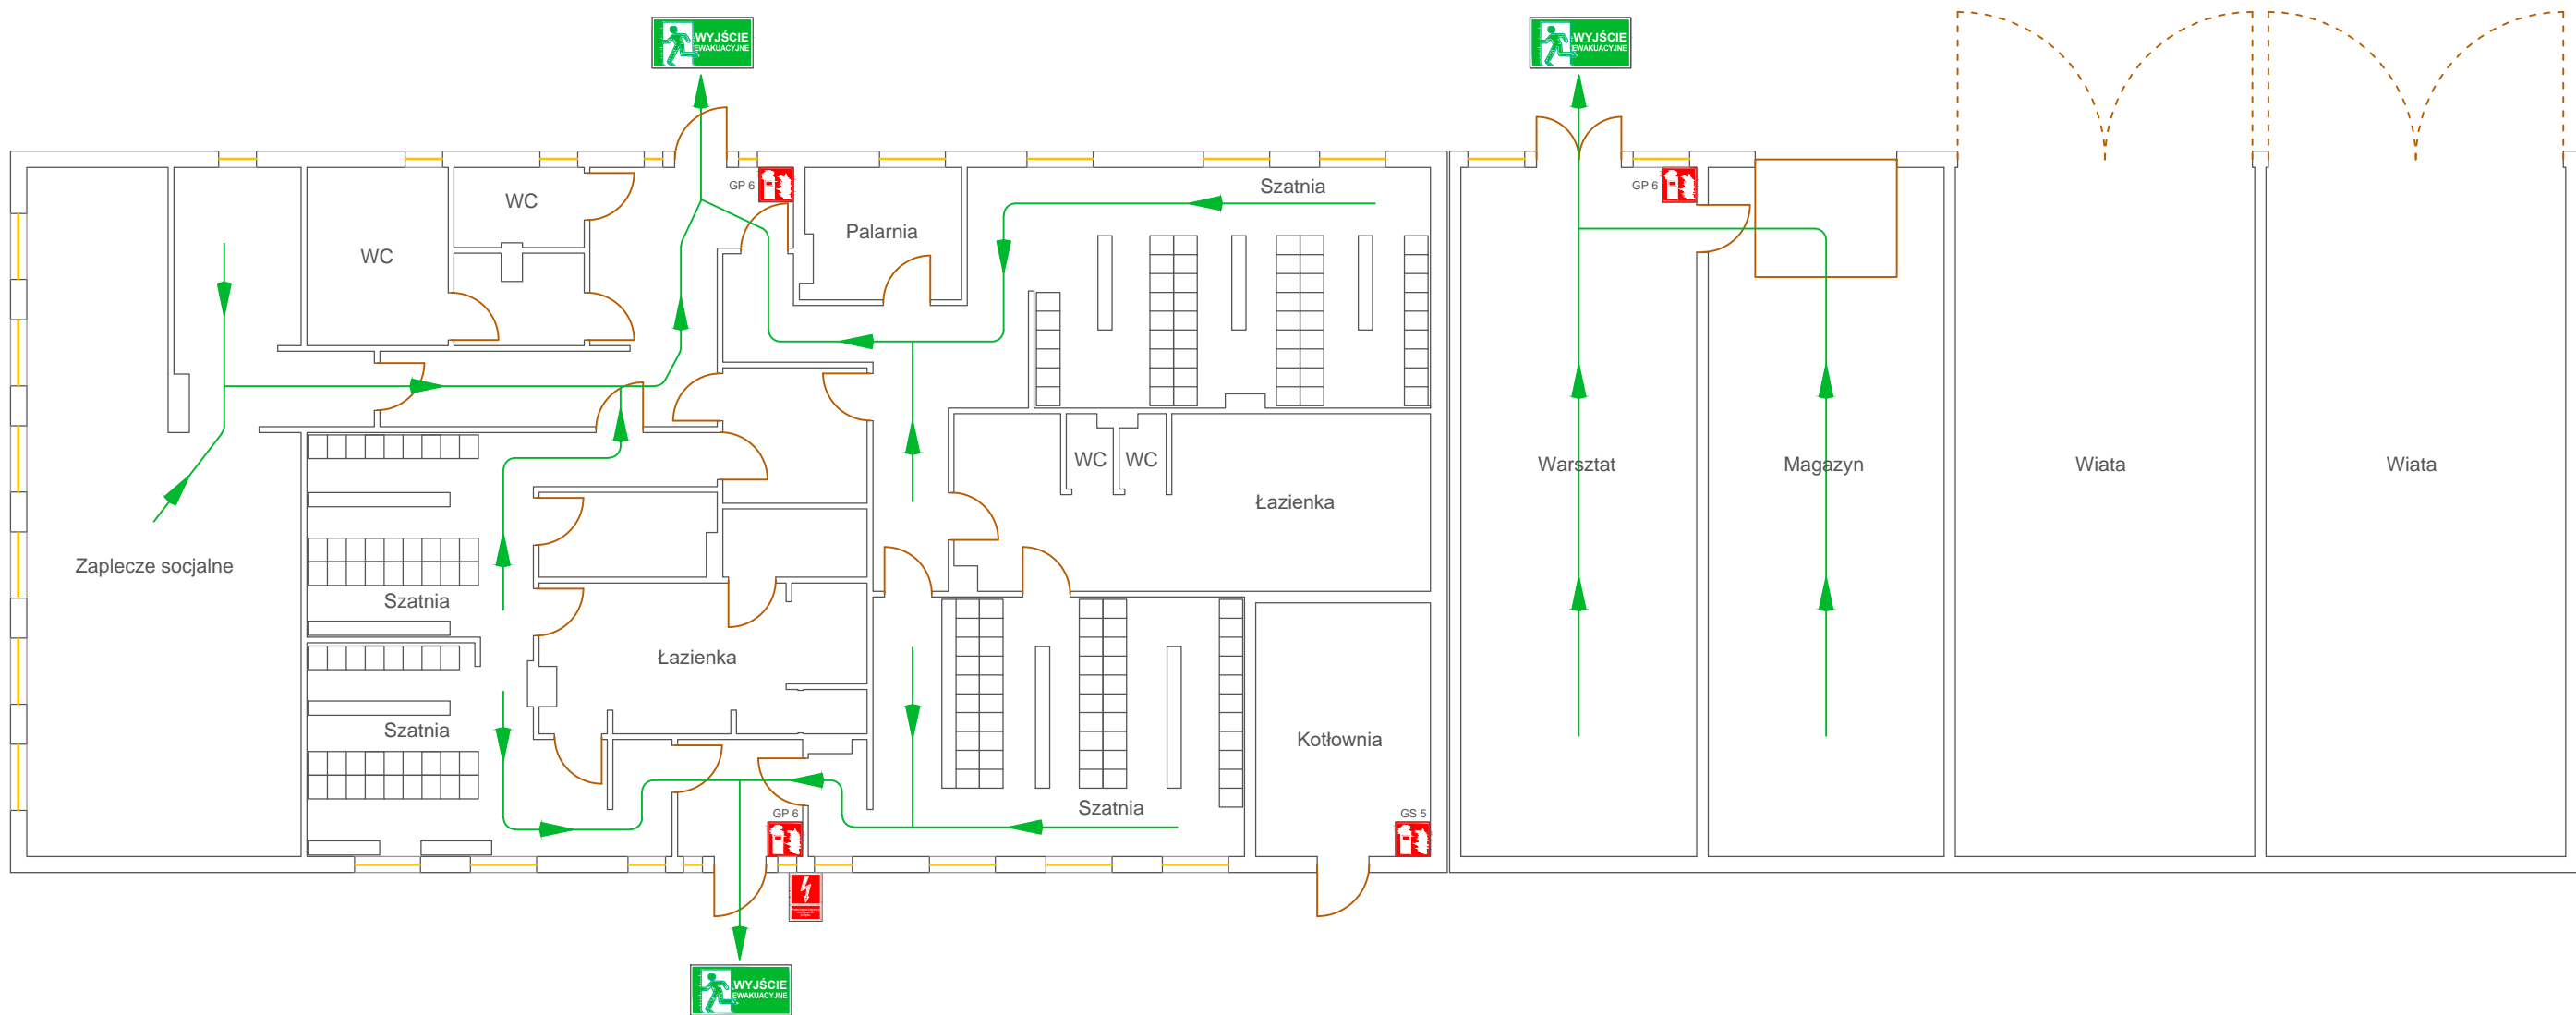 WYJŚCIE
EWAKUACYJNE
WYJŚCIE
EWAKUACYJNE
GP 6
GP 6
Szatnia
WC
Palarnia
WC
WC
WC
Warsztat
Magazyn
Wiata
Wiata
Łazienka
Zaplecze socjalne
Szatnia
Łazienka
Szatnia
Kotłownia
Szatnia
GP 6
GS 5
WYJŚCIE
EWAKUACYJNE